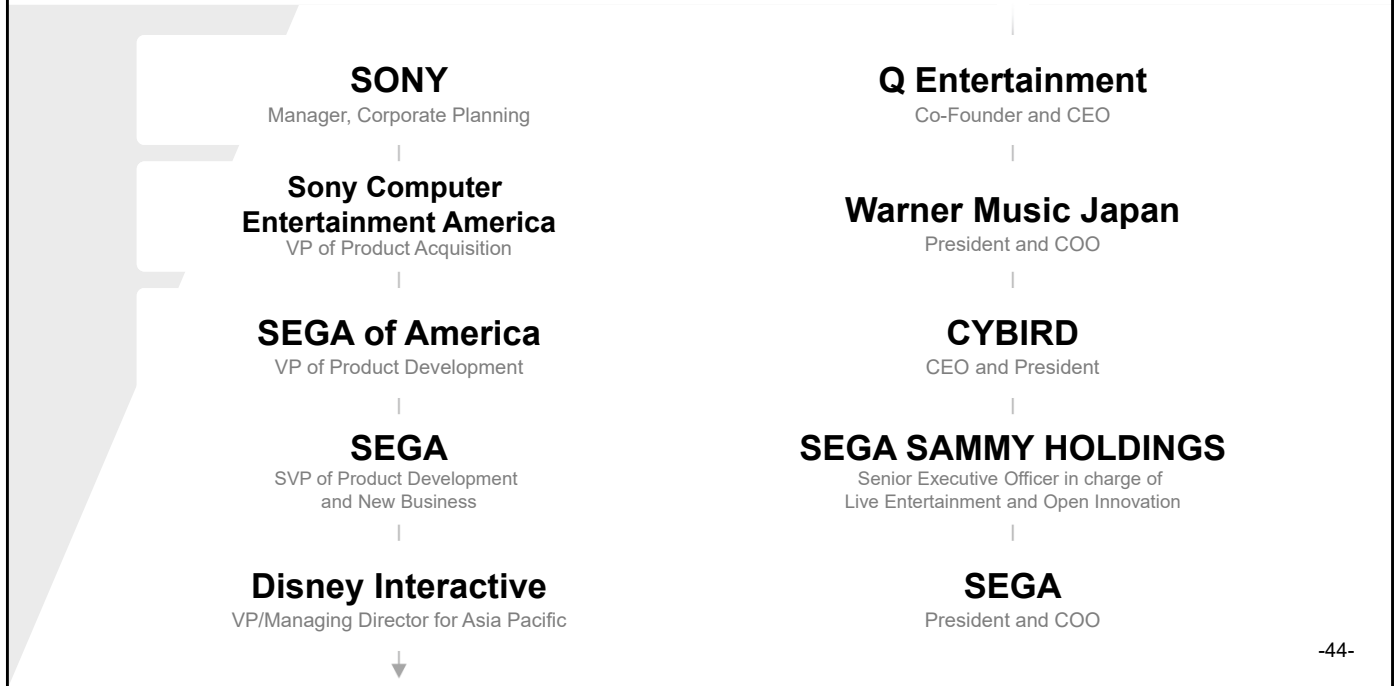 SONY
Manager, Corporate Planning
Sony Computer
Entertainment America
VP of Product Acquisition
SEGA of America
VP of Product Development
SEGA
SVP of Product Development
and New Business
Disney Interactive
VP/Managing Director for Asia Pacific
Q Entertainment
Co-Founder and CEO
Warner Music Japan
President and COO
CYBIRD
CEO and President
SEGA SAMMY HOLDINGS
Senior Executive Officer in charge of
Live Entertainment and Open Innovation
SEGA
President and COO
-44-